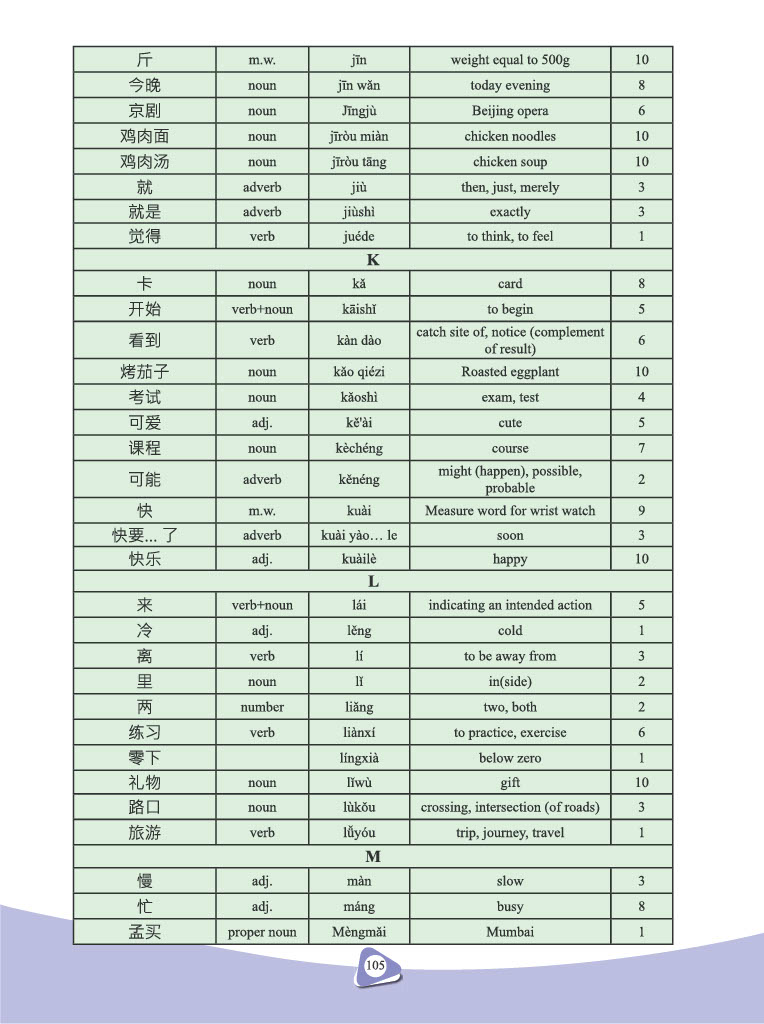 斤 m.w. jīn weight equal to 500g 10
今晚 noun jīn wǎn today evening 8
京剧 noun Jīngjù Beijing opera 6
鸡肉面 noun jīròu miàn chicken noodles 10
鸡肉汤 noun jīròu tāng chicken soup 10
就 adverb jiù then, just, merely 3
就是 adverb jiùshì exactly 3
觉得 verb juéde to think, to feel 1
K
卡 noun kǎ card 8
开始 verb+noun kāishǐ to begin 5
看到 verb kàn dào catch site of, notice (complement
of result) 6
烤茄子 noun kǎo qiézi Roasted eggplant 10
考试 noun kǎoshì exam, test 4
可爱 adj. kě'ài cute 5
课程 noun kèchéng course 7
可能 adverb kěnéng might (happen), possible,
probable 2
快 m.w. kuài Measure word for wrist watch 9
快要... 了 adverb kuài yào… le soon 3
快乐 adj. kuàilè happy 10
L
来 verb+noun lái indicating an intended action 5
冷 adj. lěng cold 1
离 verb lí to be away from 3
里 noun lǐ in(side) 2
两 number liǎng two, both 2
练习 verb liànxí to practice, exercise 6
零下 língxià below zero 1
礼物 noun lǐwù gift 10
路口 noun lùkǒu crossing, intersection (of roads) 3
旅游 verb lǚyóu trip, journey, travel 1
M
慢 adj. màn slow 3
忙 adj. máng busy 8
孟买 proper noun Mèngmǎi Mumbai 1
105